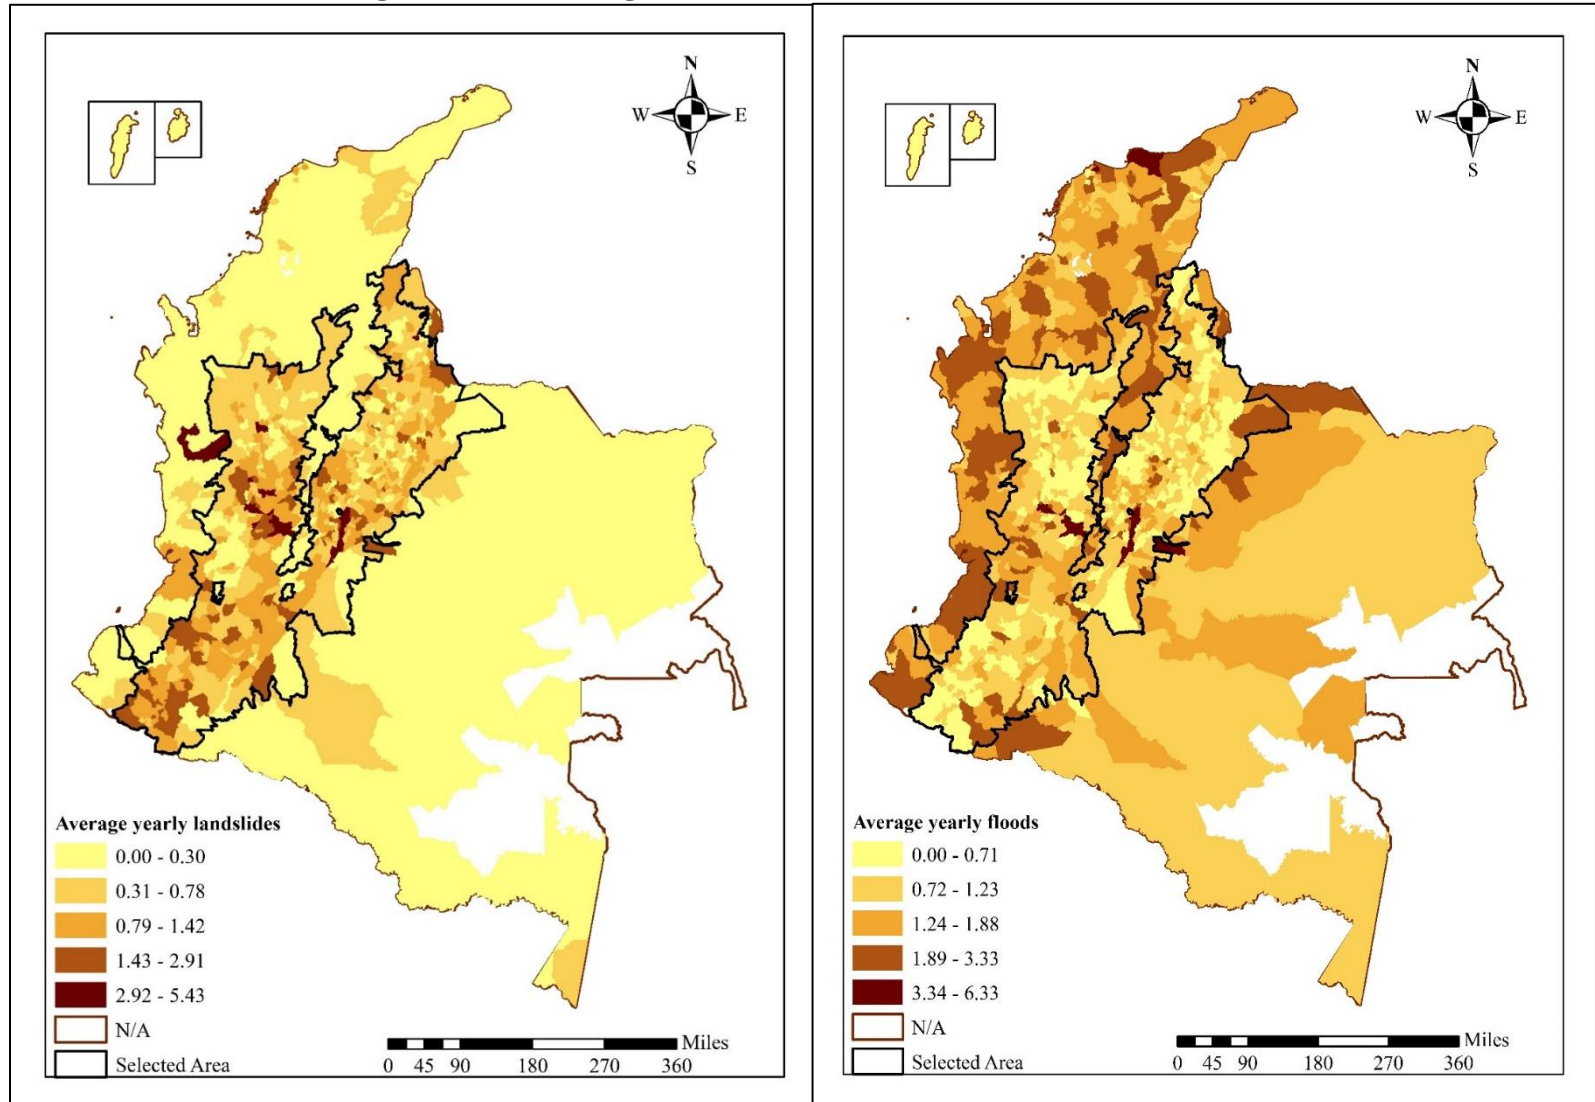 N
W E
S
Average yearly landslides
0.00 - 0.30
0.31 - 0.78
0.79 - 1.42
1.43 - 2.91
2.92 - 5.43
N/A
Selected Area
Miles
0 45 90 180 270 360
N
W E
S
Average yearly floods
0.00 - 0.71
0.72 - 1.23
1.24 - 1.88
1.89 - 3.33
3.34 - 6.33
N/A
Selected Area
Miles
0 45 90 180 270 360